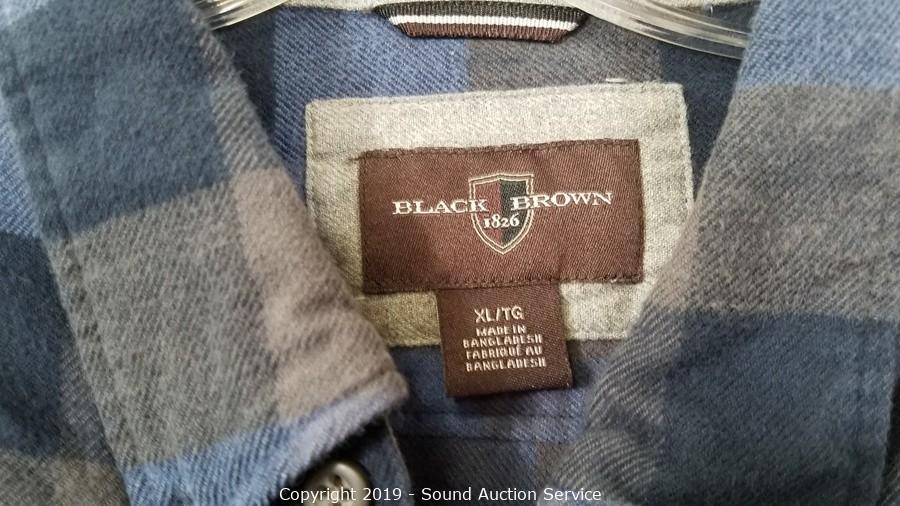 BLACK BROWN
1826
XL/TG
MADE IN
BANGLADESH
FABRIQUÉ AU
BANGLADESH
Copyright 2019 - Sound Auction Service